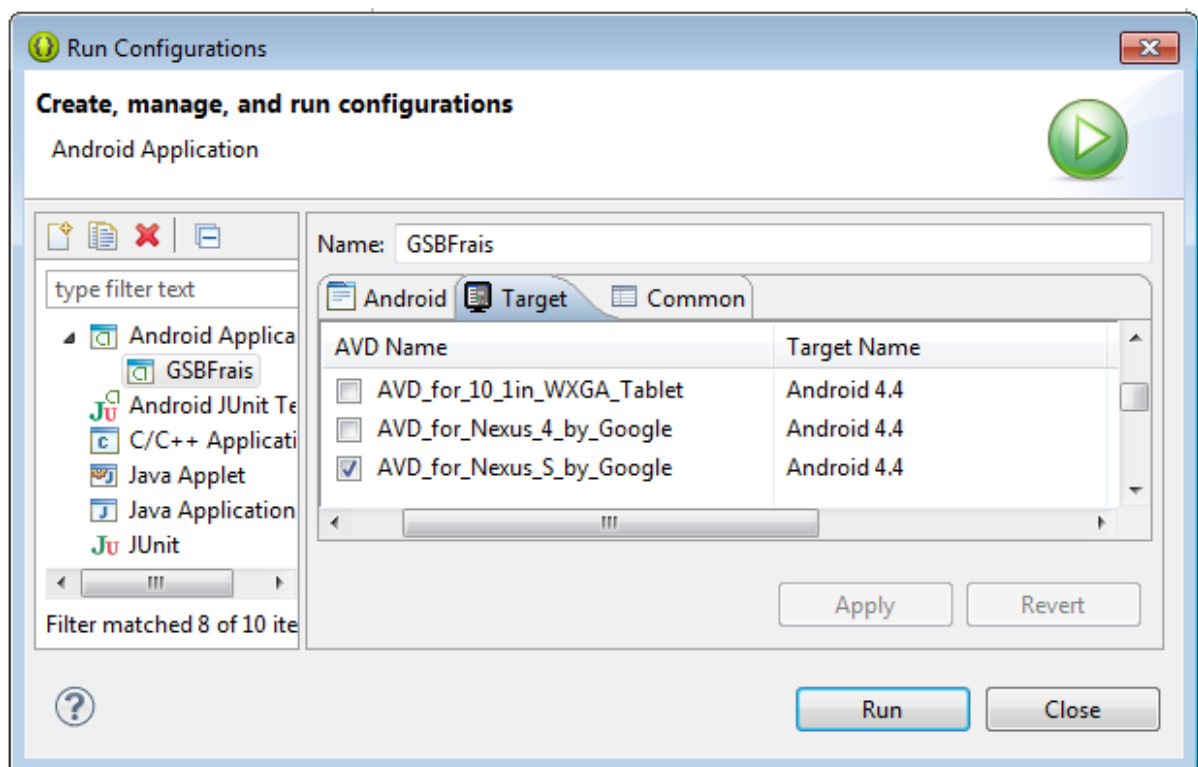 Run Configurations
Create, manage, and run configurations
Android Application
type filter text
Android Applica
GSBFrais
Android JUnit Te
C/C++ Applicati
Java Applet
Java Application
JUnit
Filter matched 8 of 10 ite
Name: GSBFrais
Android Target Common
AVD Name Target Name
AVD_for_10_1in_WXGA_Tablet Android 4.4
AVD_for_Nexus_4_by_Google Android 4.4
AVD_for_Nexus_S_by_Google Android 4.4
Apply Revert
Run Close